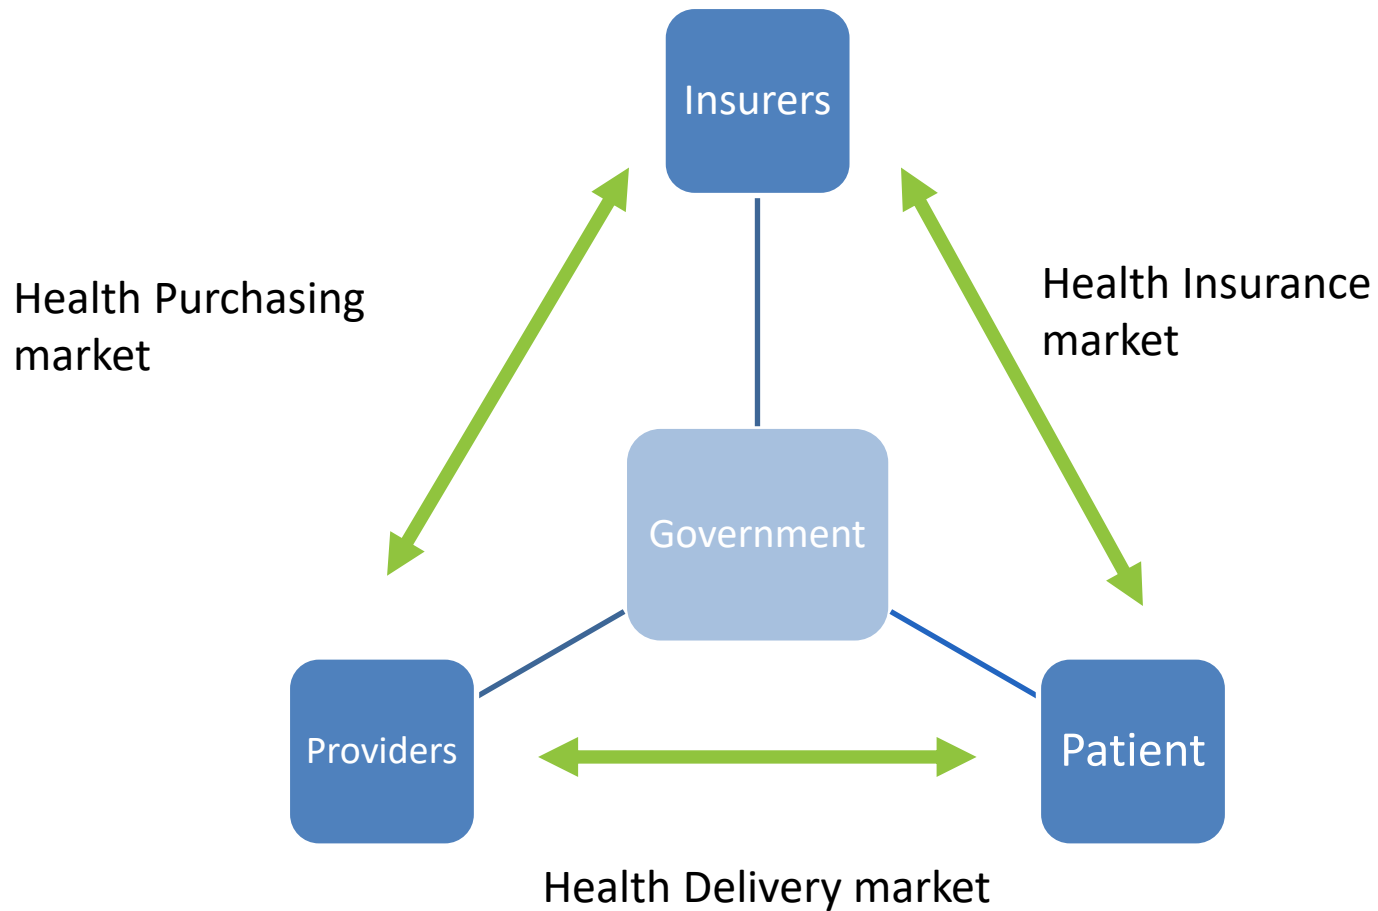 Insurers
Health Purchasing
market
Health Insurance
market
Government
Providers
Patient
Health Delivery market